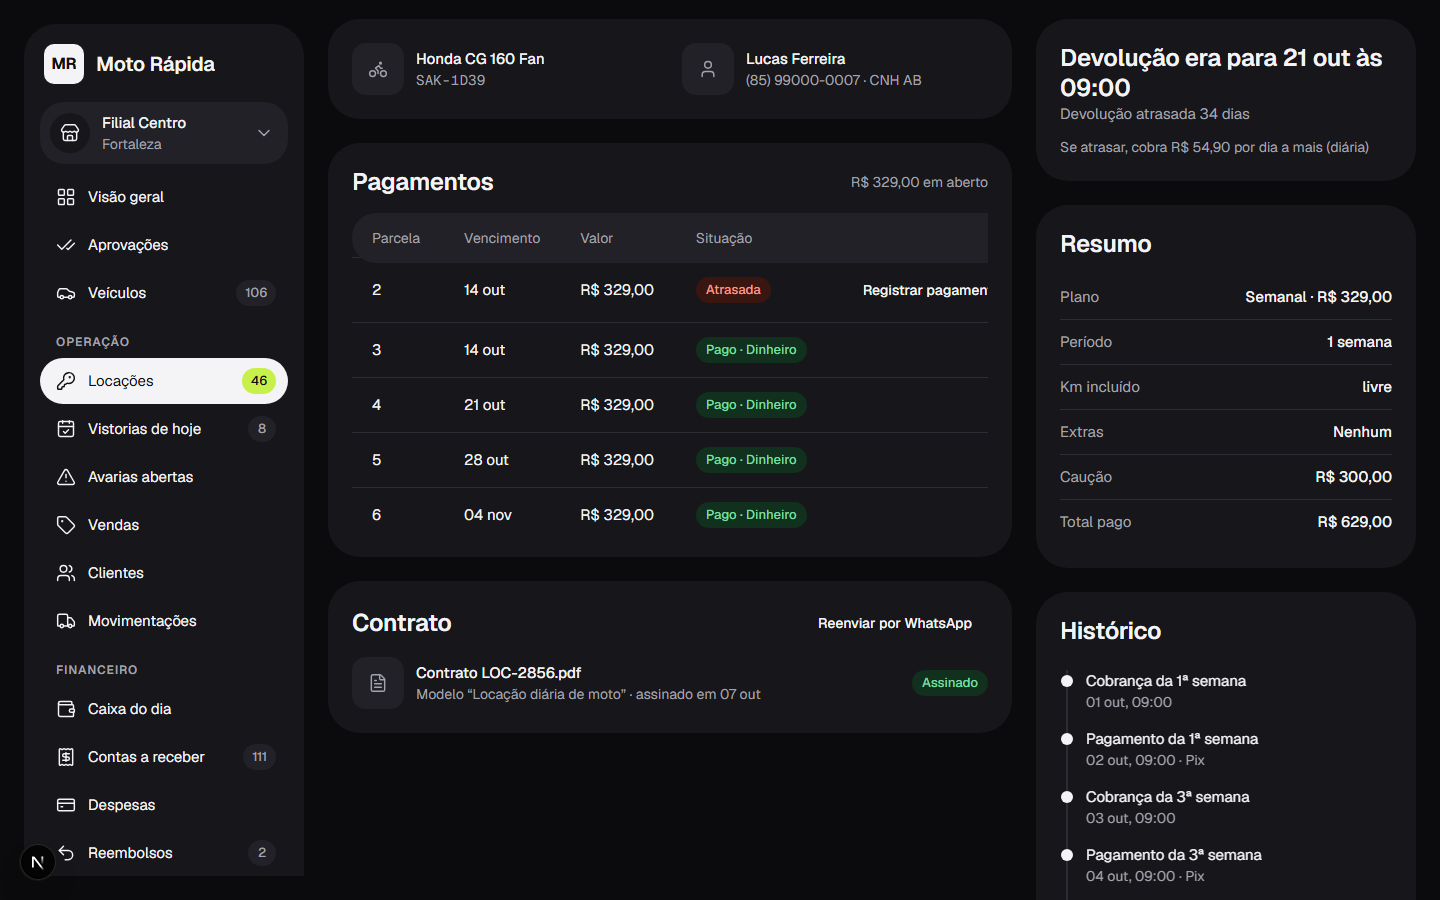 MR Moto Rápida
Filial Centro
Fortaleza
Visão geral
Aprovações
Veículos 106
OPERAÇÃO
Locações 46
Vistorias de hoje 8
Avarias abertas
Vendas
Clientes
Movimentações
FINANCEIRO
Caixa do dia
Contas a receber 111
Despesas
Reembolsos 2
N
Honda CG 160 Fan
SAK-1D39
Lucas Ferreira
(85) 99000-0007 · CNH AB
Pagamentos
R$ 329,00 em aberto
Parcela Vencimento Valor Situação
2 14 out R$ 329,00 Atrasada Registrar pagamen
3 14 out R$ 329,00 Pago · Dinheiro
4 21 out R$ 329,00 Pago · Dinheiro
5 28 out R$ 329,00 Pago · Dinheiro
6 04 nov R$ 329,00 Pago · Dinheiro
Contrato
Reenviar por WhatsApp
Contrato LOC-2856.pdf
Modelo “Locação diária de moto” · assinado em 07 out
Assinado
Devolução era para 21 out às
09:00
Devolução atrasada 34 dias
Se atrasar, cobra R$ 54,90 por dia a mais (diária)
Resumo
Plano Semanal · R$ 329,00
Período 1 semana
Km incluído livre
Extras Nenhum
Caução R$ 300,00
Total pago R$ 629,00
Histórico
Cobrança da 1ª semana
01 out, 09:00
Pagamento da 1ª semana
02 out, 09:00 · Pix
Cobrança da 3ª semana
03 out, 09:00
Pagamento da 3ª semana
04 out, 09:00 · Pix